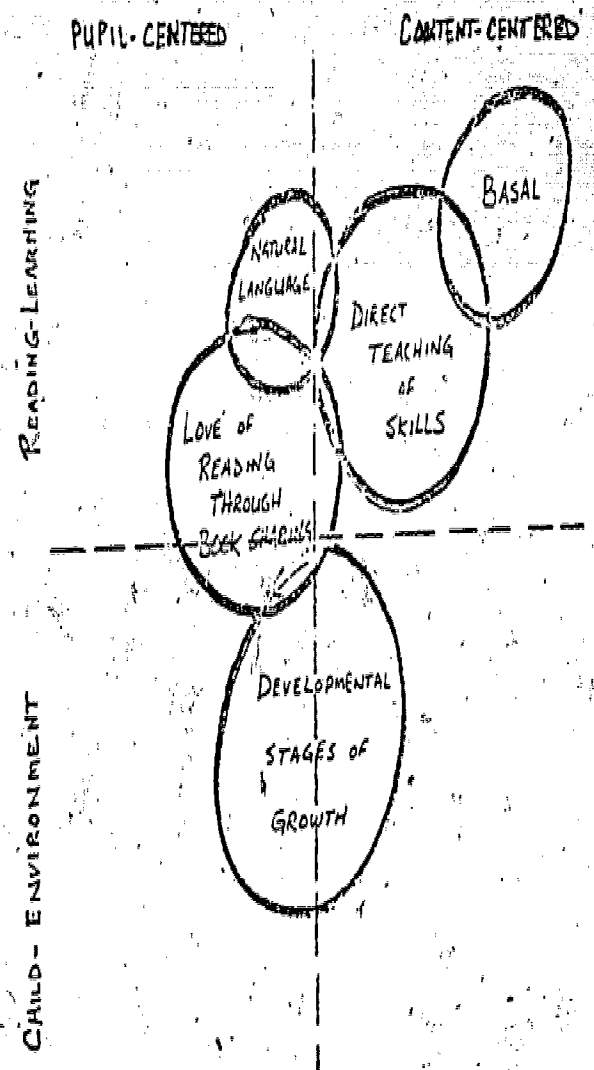 PUPIL-CENTERED
CONTENT-CENTERED
READING-LEARNING
BASAL
NATURAL
LANGUAGE
DIRECT
TEACHING
OF
SKILLS
LOVE OF
READING
THROUGH
BOOK SHARING
CHILD-ENVIRONMENT
DEVELOPMENTAL
STAGES OF
GROWTH